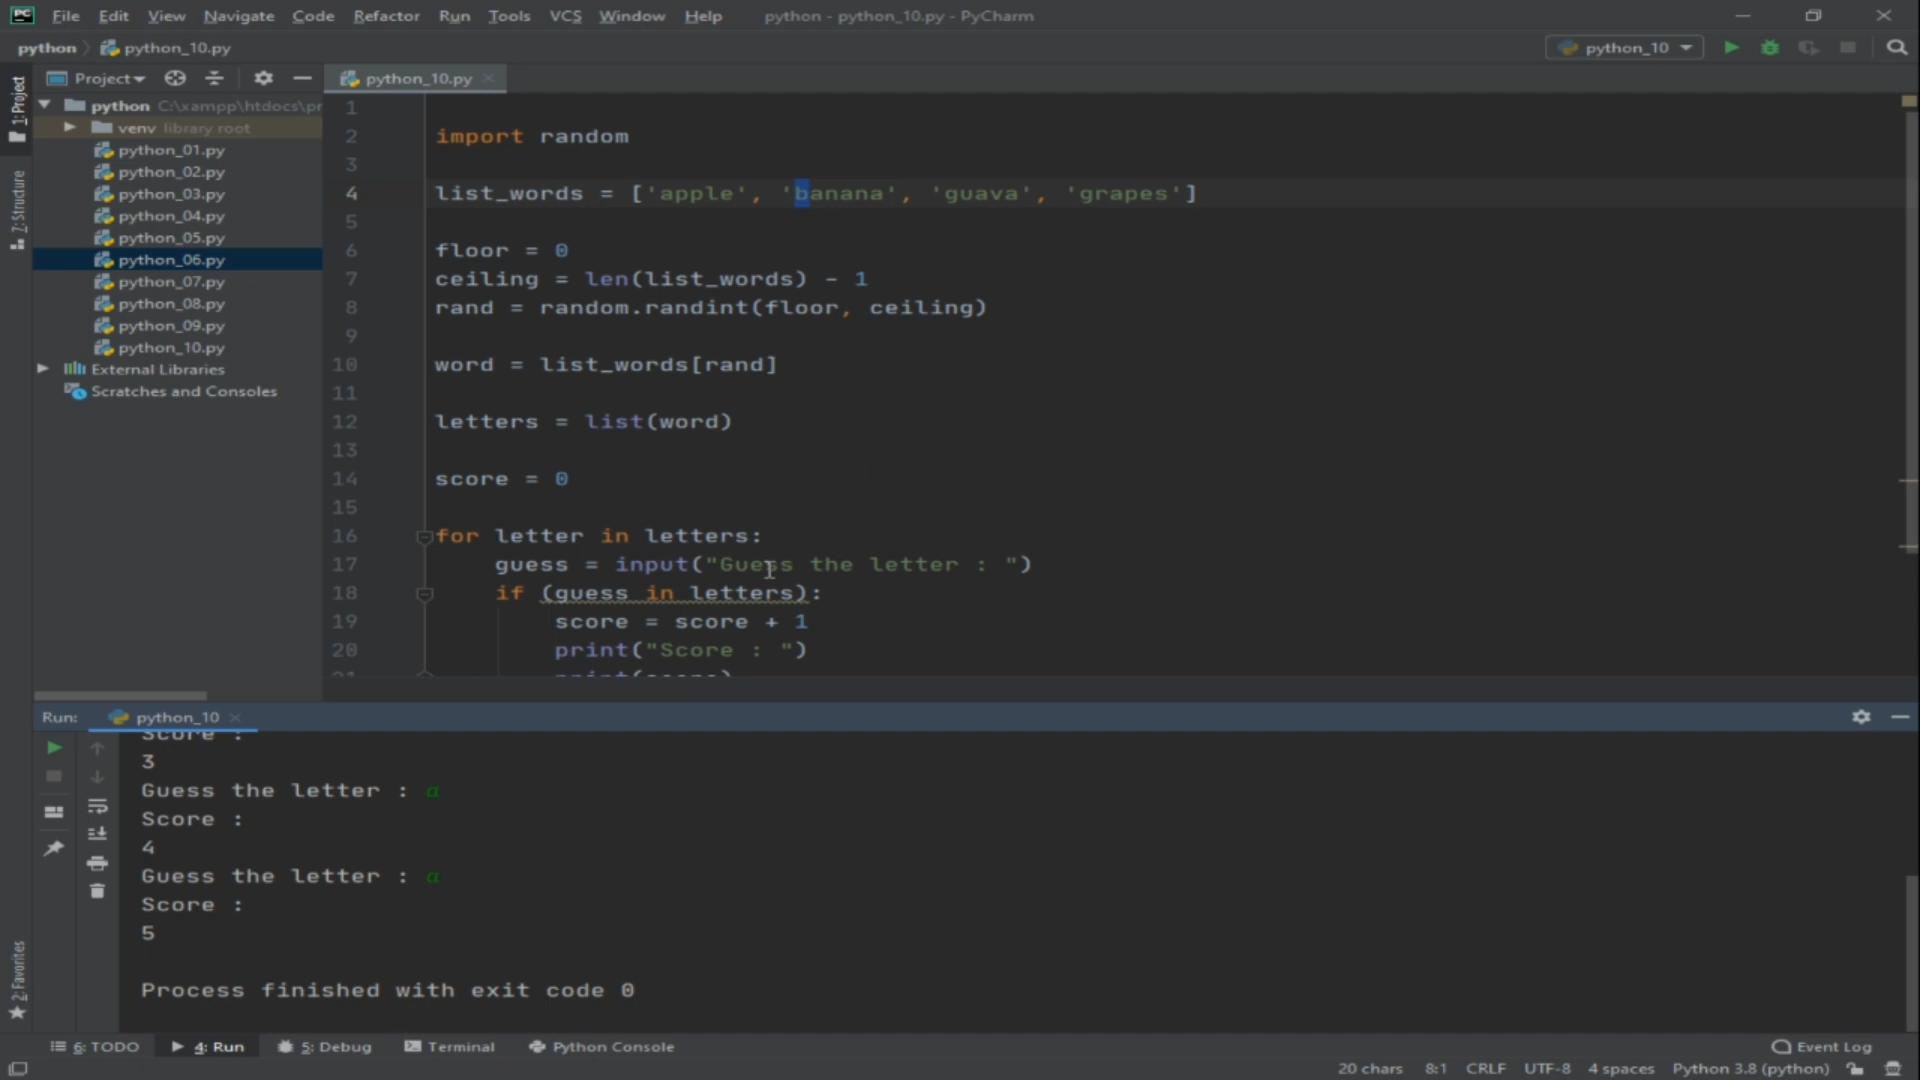 PC File Edit View Navigate Code Refactor Run Tools VCS Window Help python - python_10.py - PyCharm
python python_10.py python_10
1: Project
Project python_10.py
python C:\xampp\htdocs\pr
venv library root
python_01.py
python_02.py
python_03.py
python_04.py
python_05.py
python_06.py
python_07.py
python_08.py
python_09.py
python_10.py
External Libraries
Scratches and Consoles
Z: Structure
1
2 import random
3
4 list_words = ['apple', 'banana', 'guava', 'grapes']
5
6 floor = 0
7 ceiling = len(list_words) - 1
8 rand = random.randint(floor, ceiling)
9
10 word = list_words[rand]
11
12 letters = list(word)
13
14 score = 0
15
16 for letter in letters:
17 guess = input("Guess the letter : ")
18 if (guess in letters):
19 score = score + 1
20 print("Score : ")
21 print(score)
Run: python_10
Score :
3
Guess the letter : a
Score :
4
Guess the letter : a
Score :
5
Process finished with exit code 0
2: Favorites
6: TODO 4: Run 5: Debug Terminal Python Console Event Log
20 chars 8:1 CRLF UTF-8 4 spaces Python 3.8 (python)